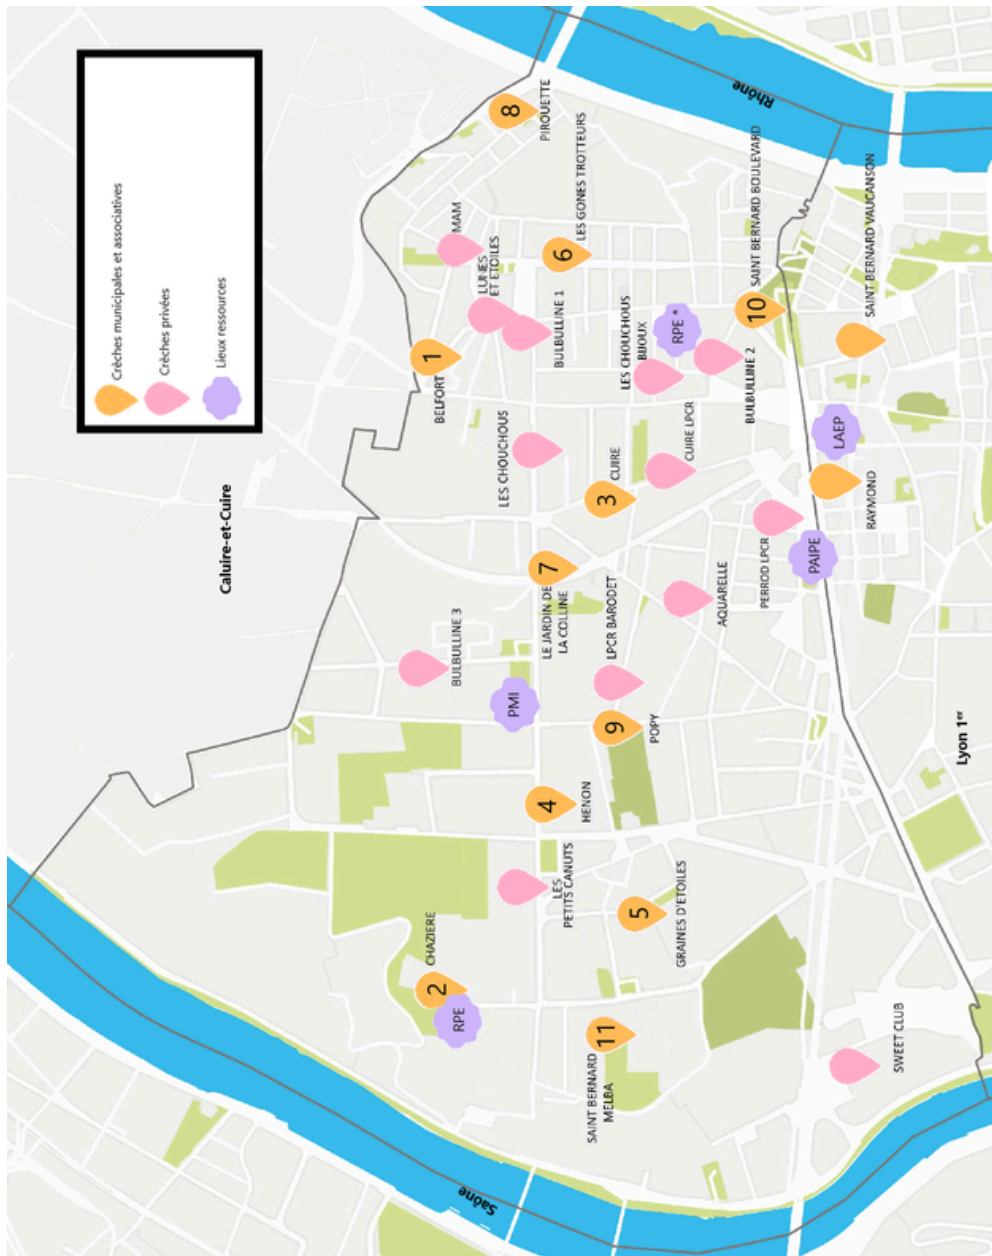 Crèches municipales et associatives
Crèches privées
Lieux ressources
Caluire-et-Cuire
Saône
2
CHAZIERE
RPE
BULBULLINE 3
1
BELFORT
MAM
LUNES
ET ETOILES
8
PIROUETTE
Rhône
LES
PETITS CANUTS
4
HENON
PMI
7
LE JARDIN DE
LA COLLINE
LES CHOUCHOUS
BULBULLINE 1
6
LES GONES TROTTEURS
11
SAINT BERNARD
MELBA
5
GRAINES D'ETOILES
9
POPY
LPCR BARODET
3
CUIRE
CUIRE LPCR
LES CHOUCHOUS
BIJOUX
RPE *
AQUARELLE
BULBULLINE 2
10
SAINT BERNARD BOULEVARD
PERROD LPCR
PAIPE
RAYMOND
LAEP
SAINT BERNARD VAUCANSON
SWEET CLUB
Lyon 1er